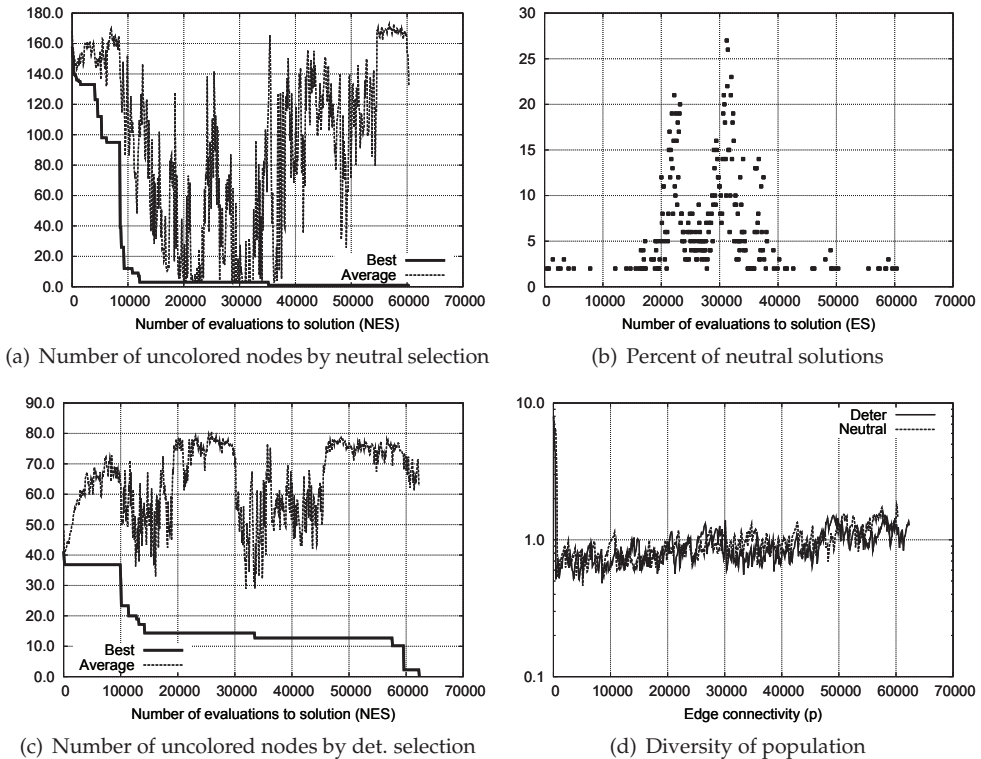 180.0
160.0
140.0
120.0
100.0
80.0
60.0
40.0
20.0
0.0
0 10000 20000 30000 40000 50000 60000 70000
Best
Average
Number of evaluations to solution (NES)
(a) Number of uncolored nodes by neutral selection
30
25
20
15
10
5
0
0 10000 20000 30000 40000 50000 60000 70000
Number of evaluations to solution (ES)
(b) Percent of neutral solutions
90.0
80.0
70.0
60.0
50.0
40.0
30.0
20.0
10.0
0.0
0 10000 20000 30000 40000 50000 60000 70000
Best
Average
Number of evaluations to solution (NES)
(c) Number of uncolored nodes by det. selection
10.0
1.0
0.1
0 10000 20000 30000 40000 50000 60000 70000
Deter
Neutral
Edge connectivity (p)
(d) Diversity of population